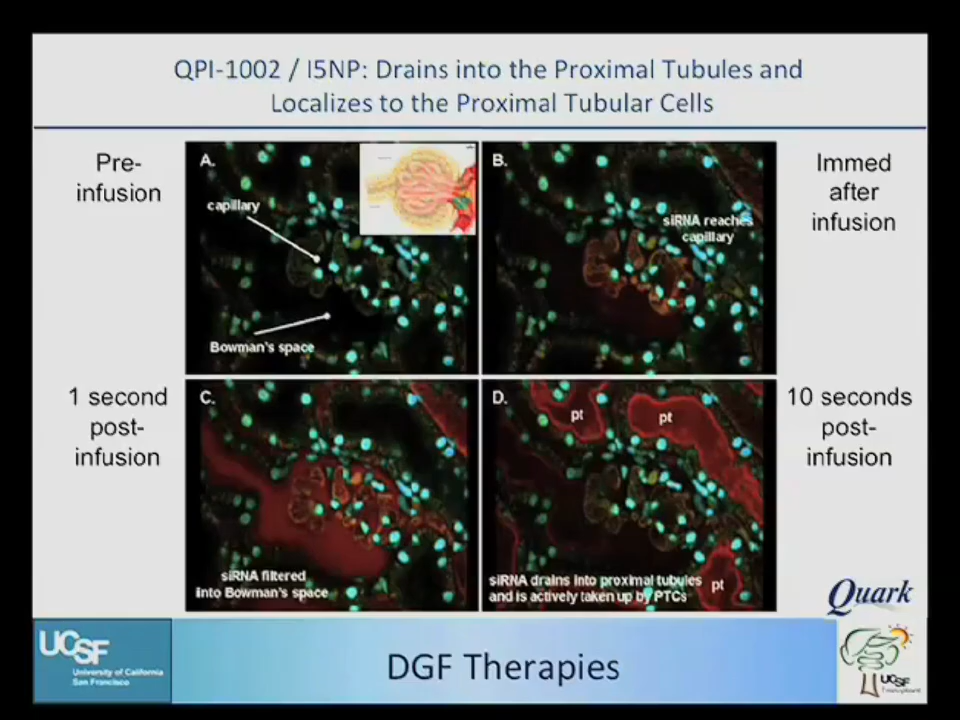 QPI-1002 / I5NP: Drains into the Proximal Tubules and
Localizes to the Proximal Tubular Cells
Pre-
infusion
A.
capillary
Bowman's space
B.
siRNA reaches
capillary
Immed
after
infusion
1 second
post-
infusion
C.
siRNA filtered
into Bowman's space
D.
pt
pt
pt
siRNA drains into proximal tubules
and is actively taken up by PTCs
10 seconds
post-
infusion
Quark
UCSF
University of California
San Francisco
DGF Therapies
UCSF
Transplant